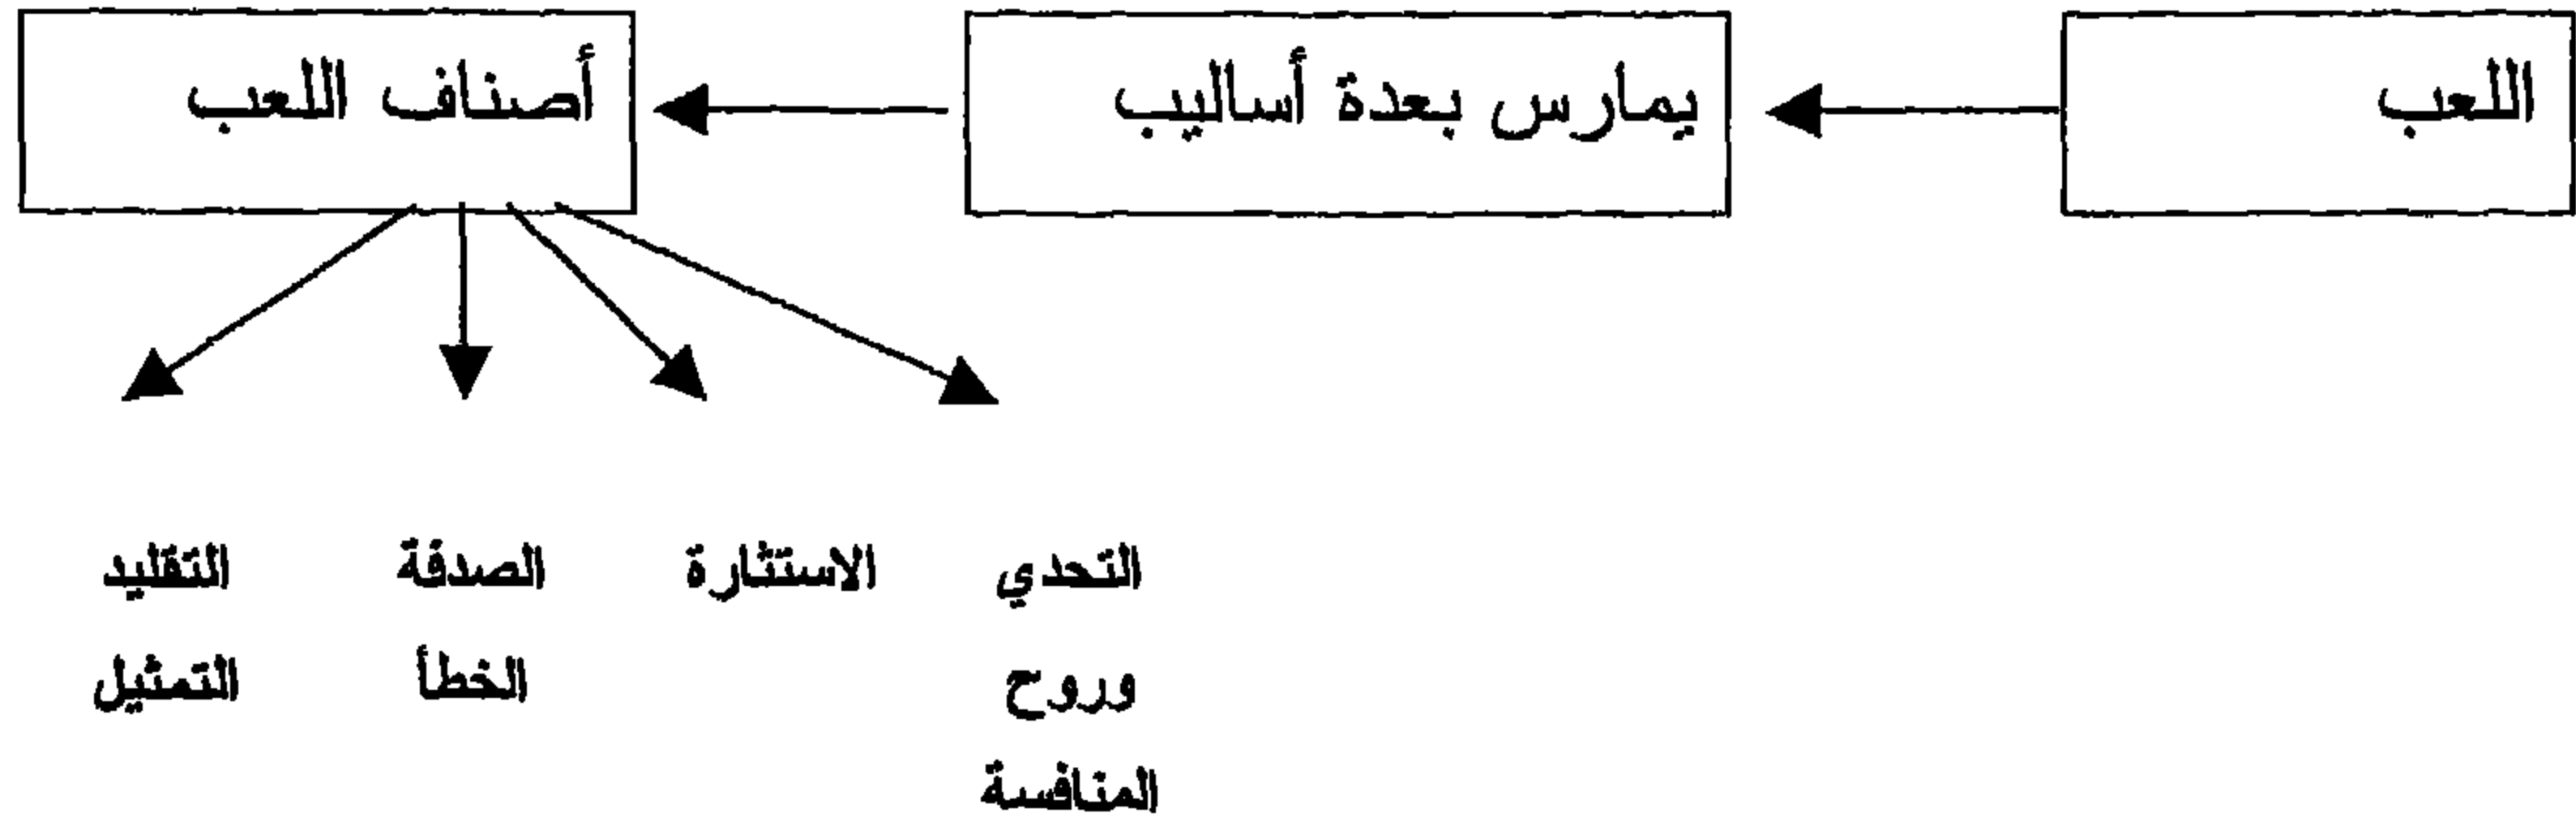 اللعب
يمارس بعدة أساليب
أصناف اللعب
التحدي
وروح
المنافسة
الاستثارة
الصدفة
الخطأ
التقليد
التمثيل